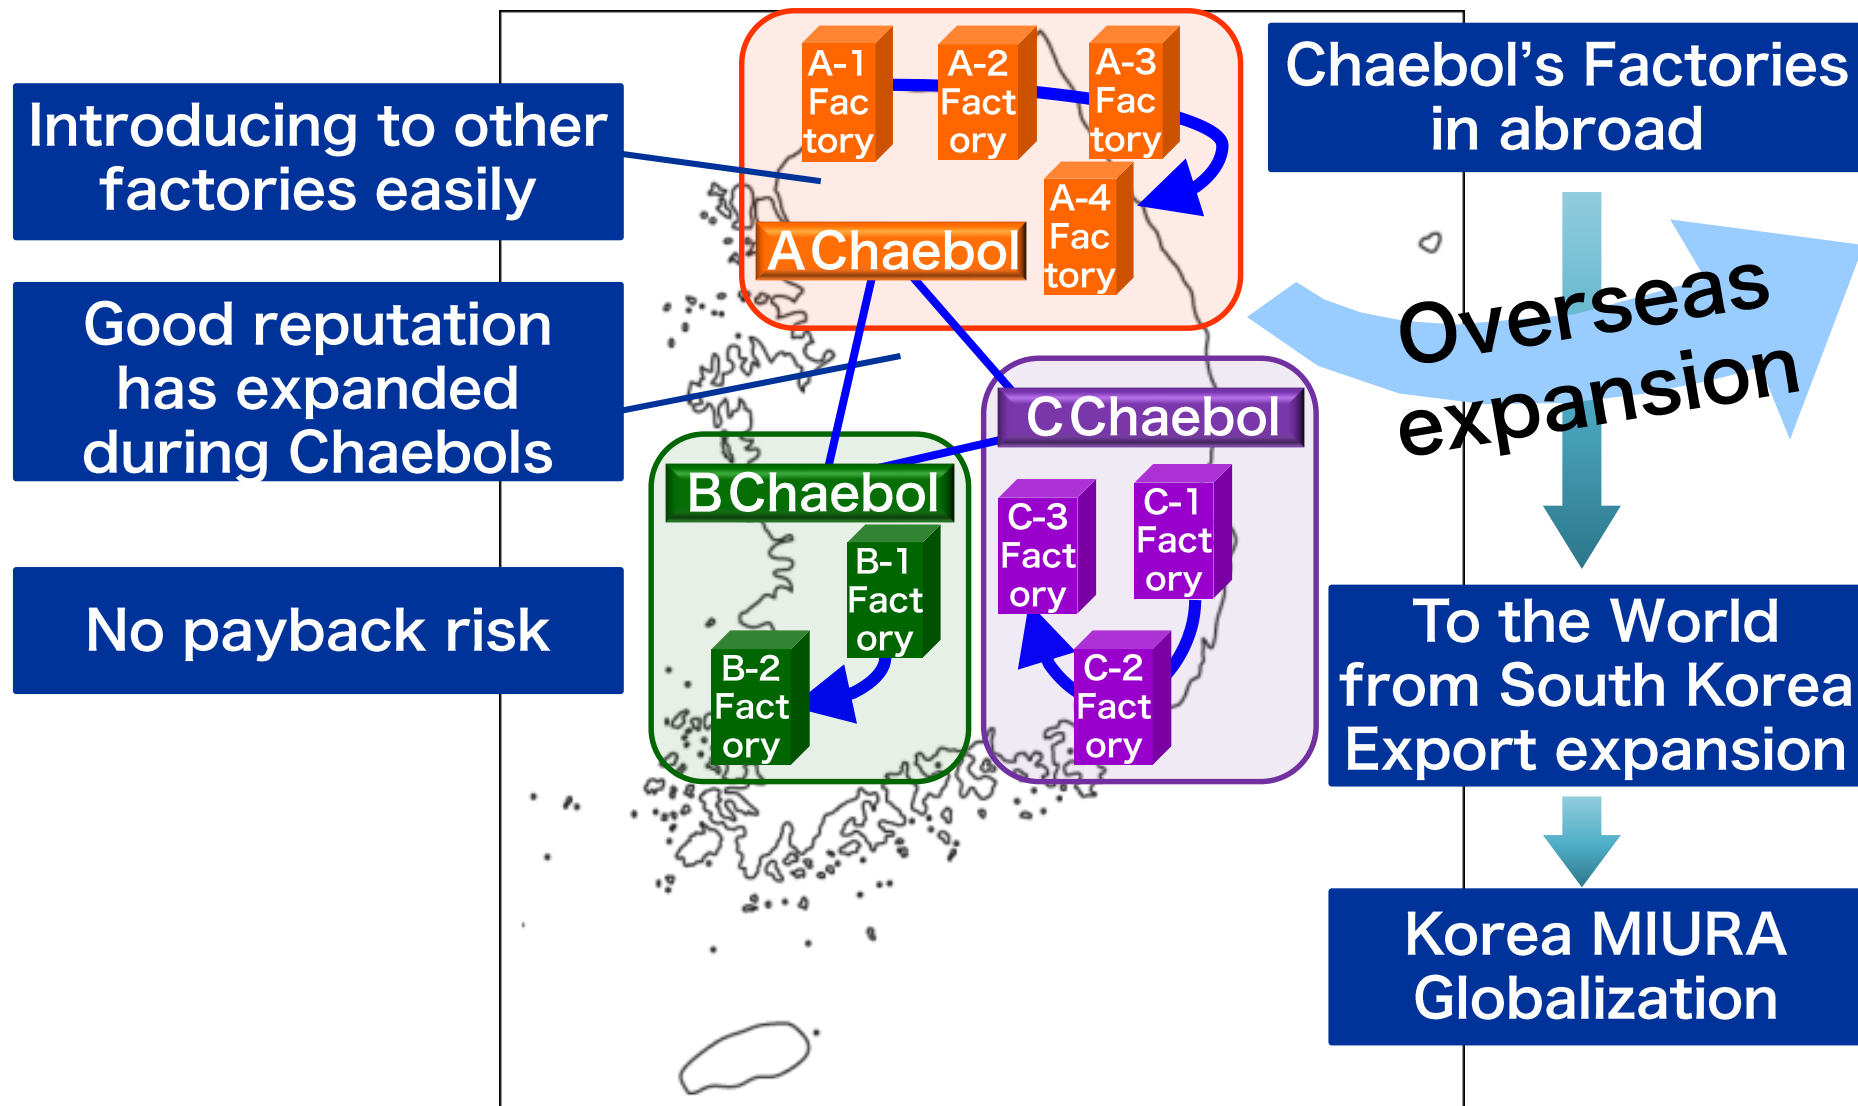 Introducing to other
factories easily
Good reputation
has expanded
during Chaebols
No payback risk
A-1
Fac
tory
A-2
Fact
ory
A-3
Fac
tory
A-4
Fac
tory
A Chaebol
B Chaebol
B-1
Fact
ory
B-2
Fact
ory
C Chaebol
C-3
Fact
ory
C-1
Fact
ory
C-2
Fact
ory
Chaebol’s Factories
in abroad
Overseas
expansion
To the World
from South Korea
Export expansion
Korea MIURA
Globalization